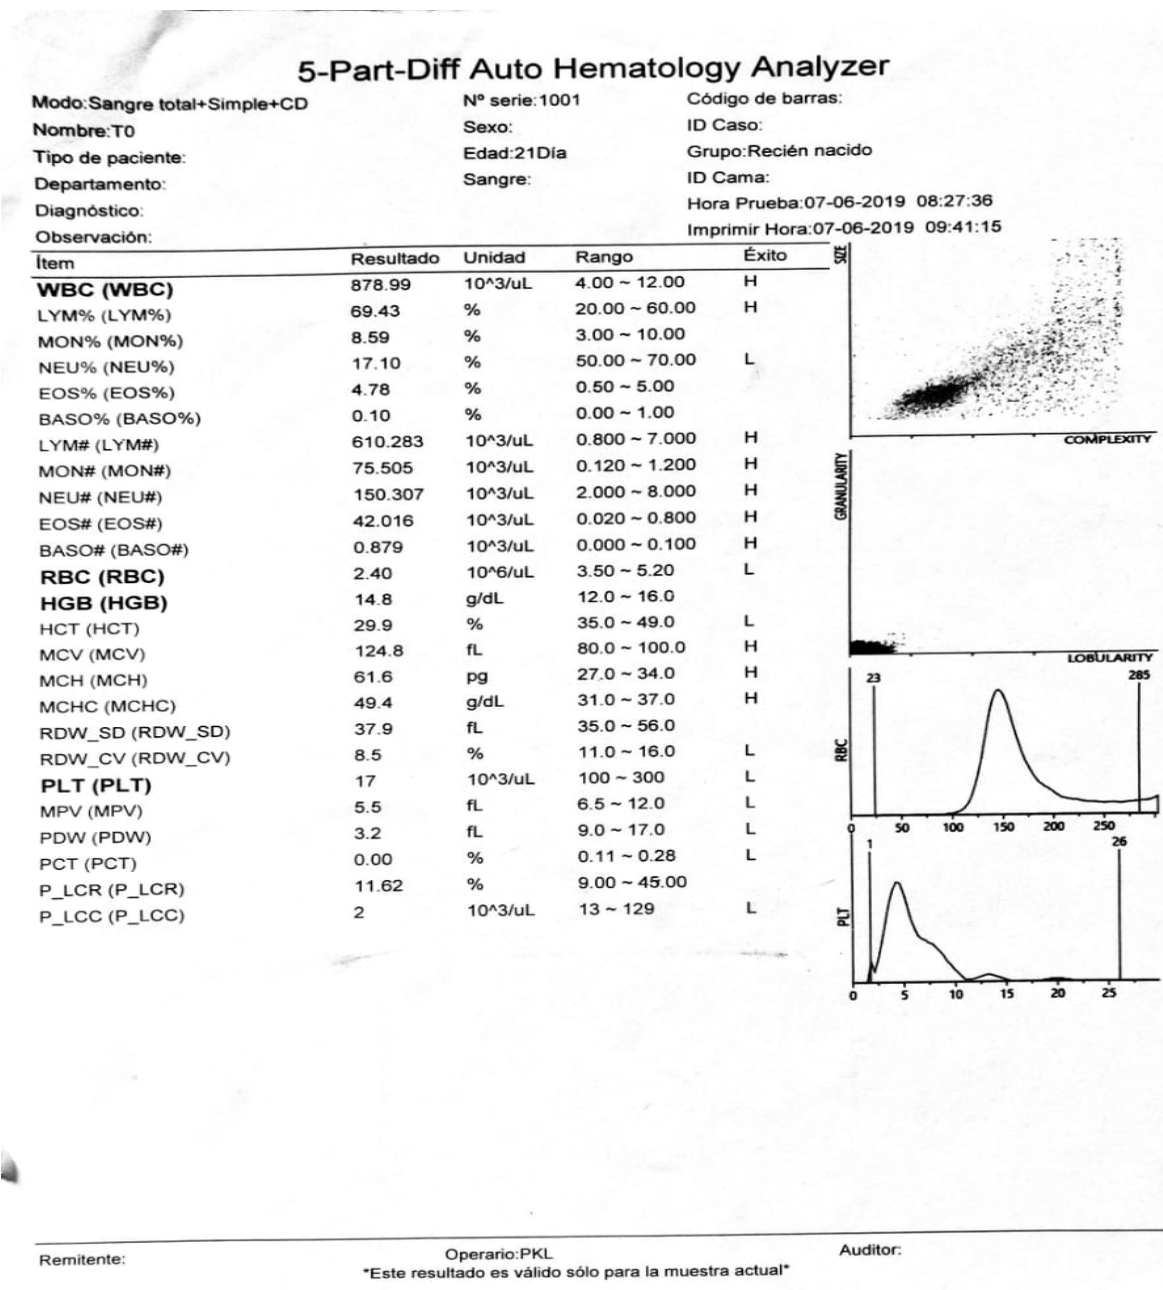 5-Part-Diff Auto Hematology Analyzer
Modo:Sangre total+Simple+CD Nº serie:1001 Código de barras:
Nombre:T0 Sexo: ID Caso:
Tipo de paciente: Edad:21Día Grupo:Recién nacido
Departamento: Sangre: ID Cama:
Diagnóstico: Hora Prueba:07-06-2019 08:27:36
Observación: Imprimir Hora:07-06-2019 09:41:15
Ítem Resultado Unidad Rango Éxito
WBC (WBC) 878.99 10^3/uL 4.00 ~ 12.00 H
LYM% (LYM%) 69.43 % 20.00 ~ 60.00 H
MON% (MON%) 8.59 % 3.00 ~ 10.00
NEU% (NEU%) 17.10 % 50.00 ~ 70.00 L
EOS% (EOS%) 4.78 % 0.50 ~ 5.00
BASO% (BASO%) 0.10 % 0.00 ~ 1.00
LYM# (LYM#) 610.283 10^3/uL 0.800 ~ 7.000 H
MON# (MON#) 75.505 10^3/uL 0.120 ~ 1.200 H
NEU# (NEU#) 150.307 10^3/uL 2.000 ~ 8.000 H
EOS# (EOS#) 42.016 10^3/uL 0.020 ~ 0.800 H
BASO# (BASO#) 0.879 10^3/uL 0.000 ~ 0.100 H
RBC (RBC) 2.40 10^6/uL 3.50 ~ 5.20 L
HGB (HGB) 14.8 g/dL 12.0 ~ 16.0
HCT (HCT) 29.9 % 35.0 ~ 49.0 L
MCV (MCV) 124.8 fL 80.0 ~ 100.0 H
MCH (MCH) 61.6 pg 27.0 ~ 34.0 H
MCHC (MCHC) 49.4 g/dL 31.0 ~ 37.0 H
RDW_SD (RDW_SD) 37.9 fL 35.0 ~ 56.0
RDW_CV (RDW_CV) 8.5 % 11.0 ~ 16.0 L
PLT (PLT) 17 10^3/uL 100 ~ 300 L
MPV (MPV) 5.5 fL 6.5 ~ 12.0 L
PDW (PDW) 3.2 fL 9.0 ~ 17.0 L
PCT (PCT) 0.00 % 0.11 ~ 0.28 L
P_LCR (P_LCR) 11.62 % 9.00 ~ 45.00
P_LCC (P_LCC) 2 10^3/uL 13 ~ 129 L
SIZE
COMPLEXITY
GRANULARITY
LOBULARITY
23 285
RBC
0 50 100 150 200 250
1 26
PLT
0 5 10 15 20 25
Remitente: Operario:PKL Auditor:
*Este resultado es válido sólo para la muestra actual*